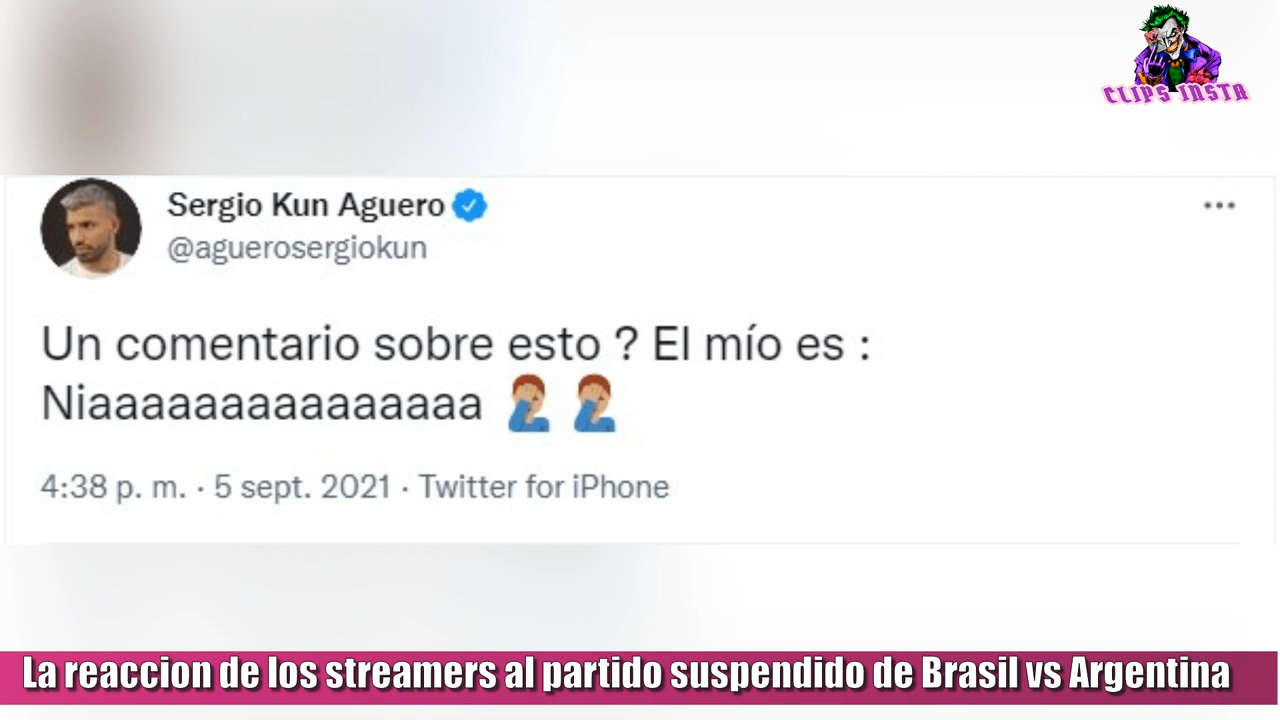 CLIPS INSTA
Sergio Kun Aguero
@aguerosergiokun
Un comentario sobre esto ? El mío es :
Niaaaaaaaaaaaaaaa 🤦🏽‍♂️ 🤦🏽‍♂️
4:38 p. m. · 5 sept. 2021 · Twitter for iPhone
La reaccion de los streamers al partido suspendido de Brasil vs Argentina